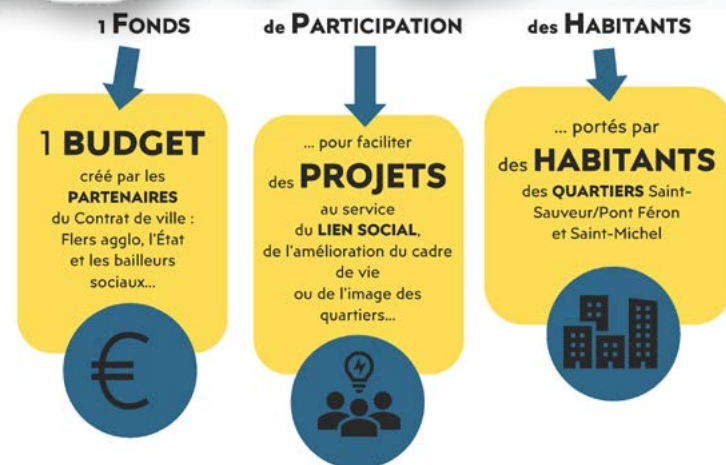 1 FONDS
de PARTICIPATION
des HABITANTS
1 BUDGET
créé par les
PARTENAIRES
du Contrat de ville :
Flers agglo, l'État
et les bailleurs
sociaux...
... pour faciliter
des PROJETS
au service
du LIEN SOCIAL,
de l'amélioration du cadre
de vie
ou de l'image des
quartiers...
... portés par
des HABITANTS
des QUARTIERS Saint-
Sauveur/Pont Féron
et Saint-Michel
€